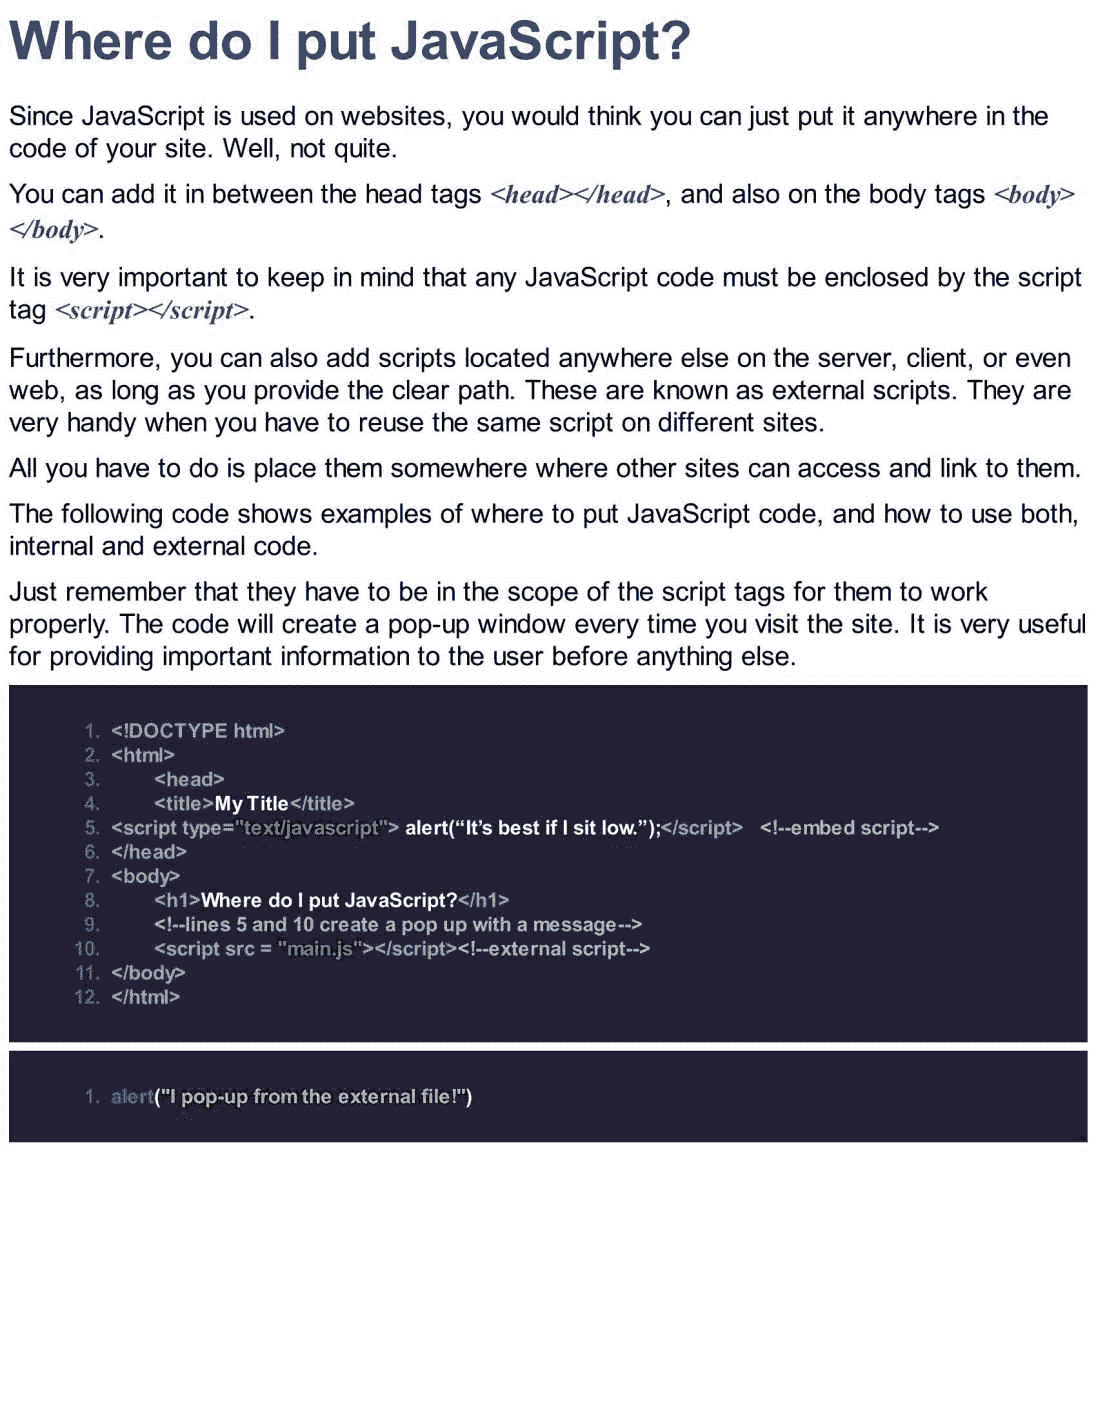 Where do I put JavaScript?
Since JavaScript is used on websites, you would think you can just put it anywhere in the
code of your site. Well, not quite.
You can add it in between the head tags <head></head>, and also on the body tags <body>
</body>.
It is very important to keep in mind that any JavaScript code must be enclosed by the script
tag <script></script>.
Furthermore, you can also add scripts located anywhere else on the server, client, or even
web, as long as you provide the clear path. These are known as external scripts. They are
very handy when you have to reuse the same script on different sites.
All you have to do is place them somewhere where other sites can access and link to them.
The following code shows examples of where to put JavaScript code, and how to use both,
internal and external code.
Just remember that they have to be in the scope of the script tags for them to work
properly. The code will create a pop-up window every time you visit the site. It is very useful
for providing important information to the user before anything else.
1. <!DOCTYPE html>
2. <html>
3. <head>
4. <title>My Title</title>
5. <script type="text/javascript"> alert(“It’s best if I sit low.”);</script> <!--embed script-->
6. </head>
7. <body>
8. <h1>Where do I put JavaScript?</h1>
9. <!--lines 5 and 10 create a pop up with a message-->
10. <script src = "main.js"></script><!--external script-->
11. </body>
12. </html>
1. alert("I pop-up from the external file!")